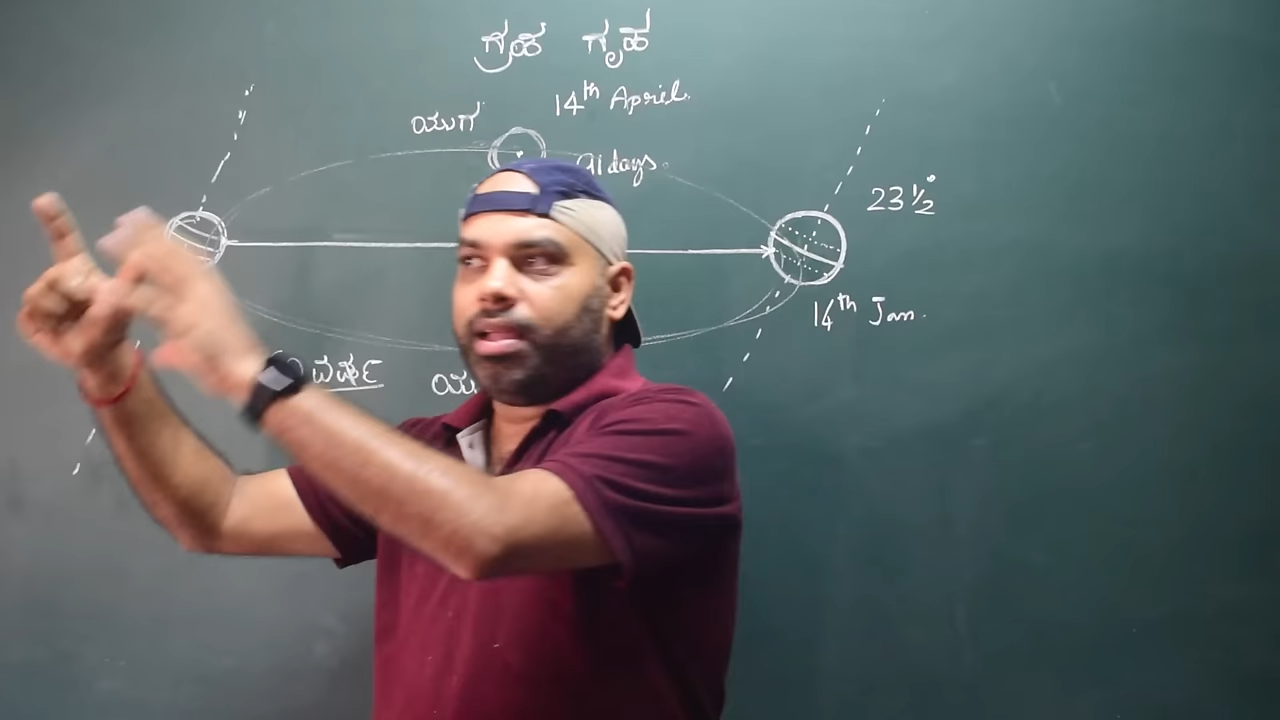 ಗ್ರಹ ಗೃಹ
14th April.
ಯುಗ
91 days.
23½°
14th Jan.
ವರ್ಷ